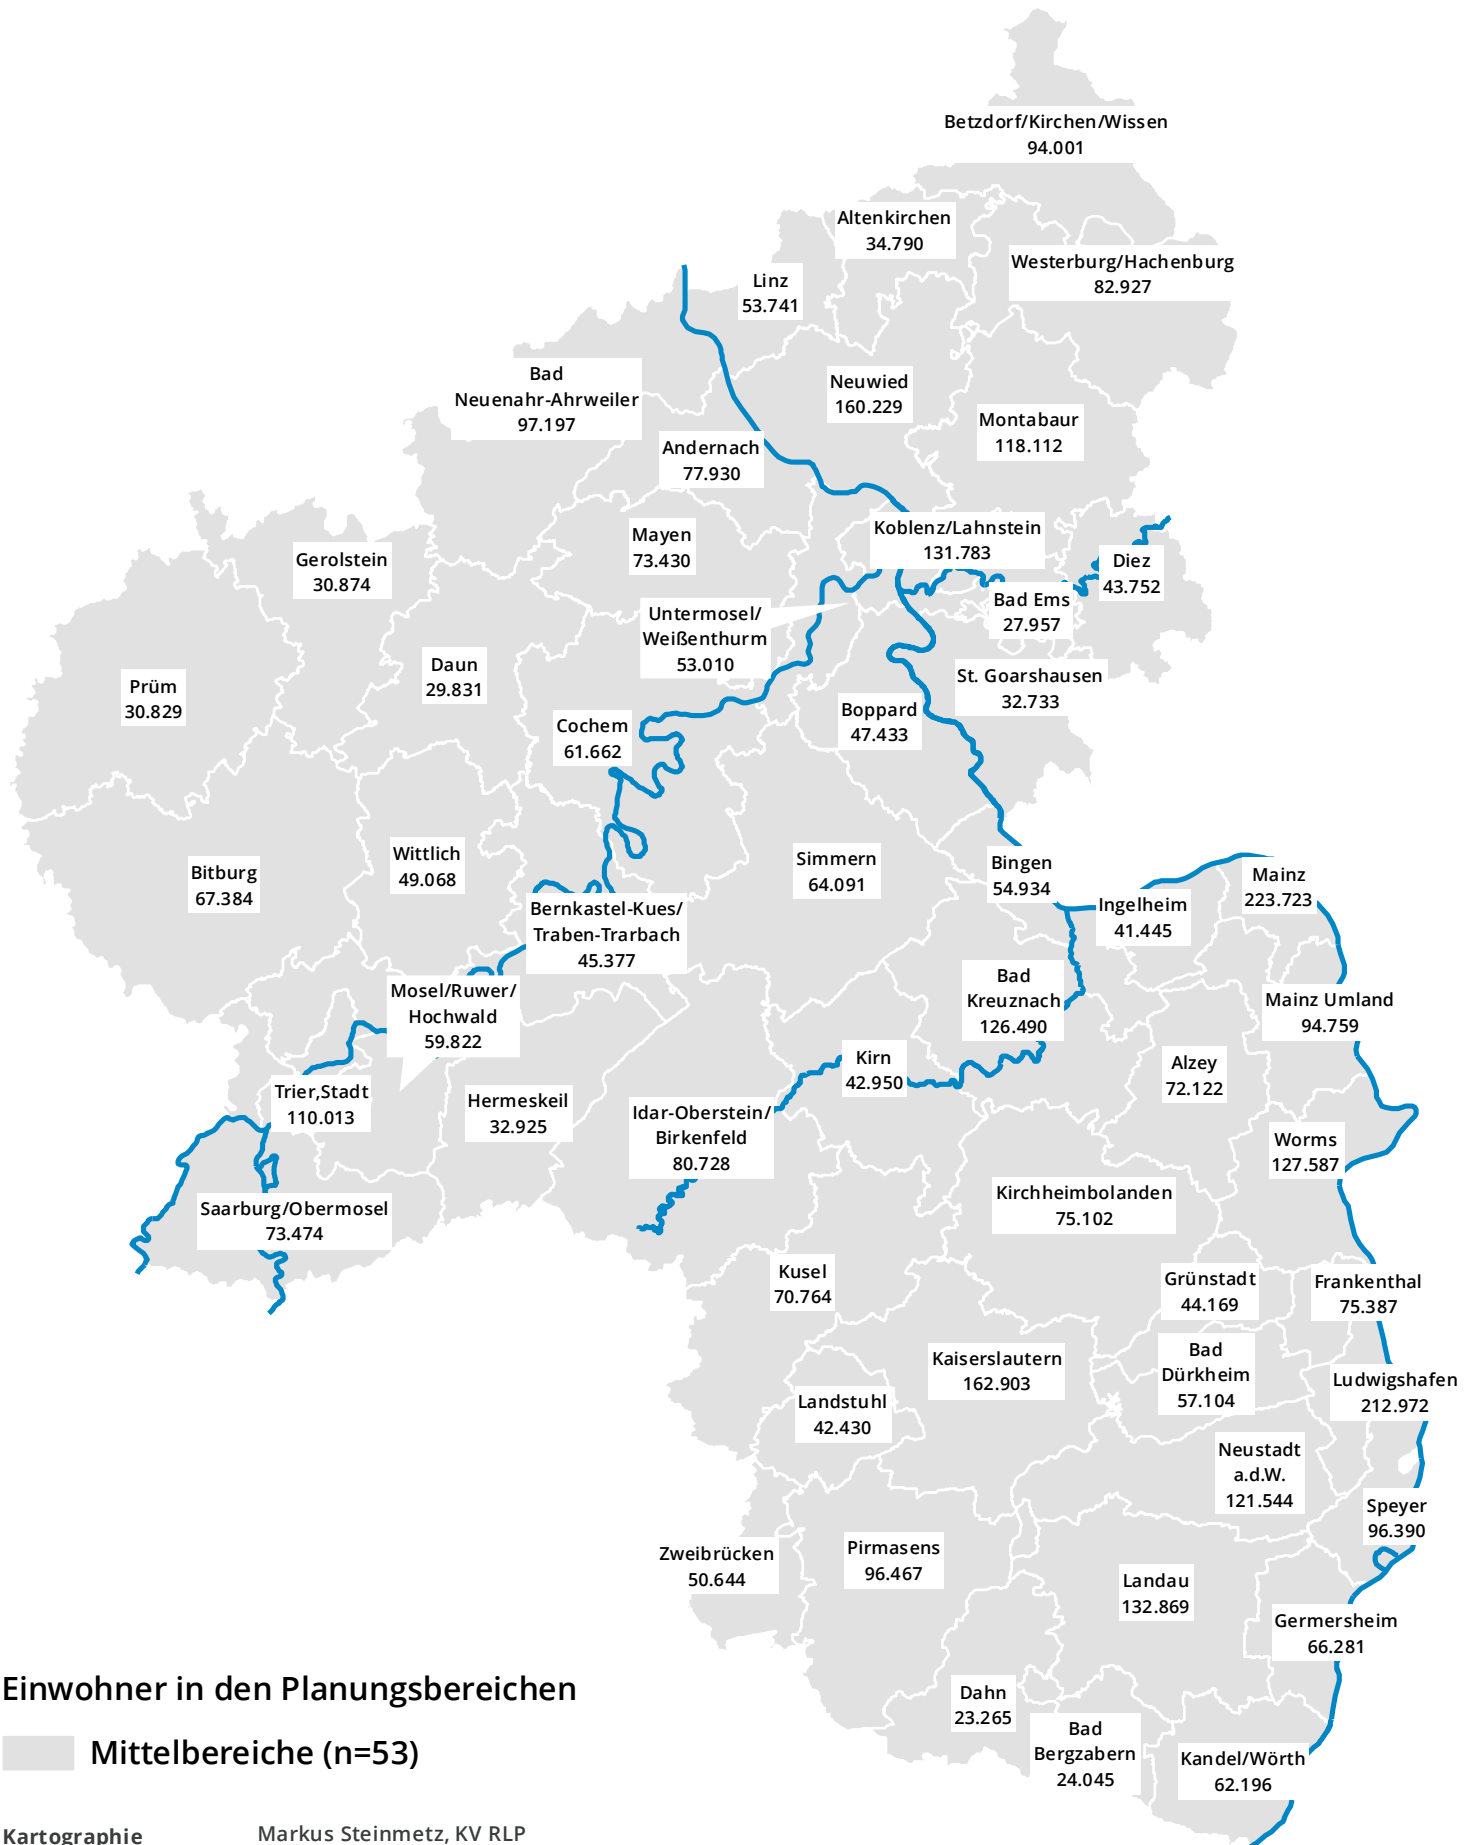 Betzdorf/Kirchen/Wissen
94.001
Altenkirchen
34.790
Westerburg/Hachenburg
82.927
Linz
53.741
Bad
Neuenahr-Ahrweiler
97.197
Neuwied
160.229
Montabaur
118.112
Andernach
77.930
Mayen
73.430
Koblenz/Lahnstein
131.783
Diez
43.752
Gerolstein
30.874
Bad Ems
27.957
Untermosel/
Weißenthurm
53.010
Daun
29.831
St. Goarshausen
32.733
Prüm
30.829
Boppard
47.433
Cochem
61.662
Wittlich
49.068
Simmern
64.091
Bingen
54.934
Bitburg
67.384
Mainz
223.723
Ingelheim
41.445
Bernkastel-Kues/
Traben-Trarbach
45.377
Bad
Kreuznach
126.490
Mosel/Ruwer/
Hochwald
59.822
Mainz Umland
94.759
Kirn
42.950
Alzey
72.122
Trier,Stadt
110.013
Hermeskeil
32.925
Idar-Oberstein/
Birkenfeld
80.728
Worms
127.587
Kirchheimbolanden
75.102
Saarburg/Obermosel
73.474
Kusel
70.764
Grünstadt
44.169
Frankenthal
75.387
Kaiserslautern
162.903
Bad
Dürkheim
57.104
Ludwigshafen
212.972
Landstuhl
42.430
Neustadt
a.d.W.
121.544
Speyer
96.390
Zweibrücken
50.644
Pirmasens
96.467
Landau
132.869
Germersheim
66.281
Dahn
23.265
Bad
Bergzabern
24.045
Kandel/Wörth
62.196
Einwohner in den Planungsbereichen
Mittelbereiche (n=53)
Kartographie Markus Steinmetz, KV RLP